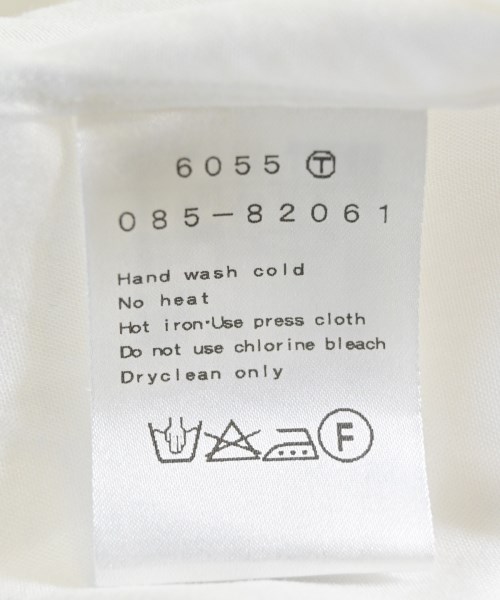 6055 Ⓣ
085-82061
Hand wash cold
No heat
Hot iron·Use press cloth
Do not use chlorine bleach
Dryclean only
F